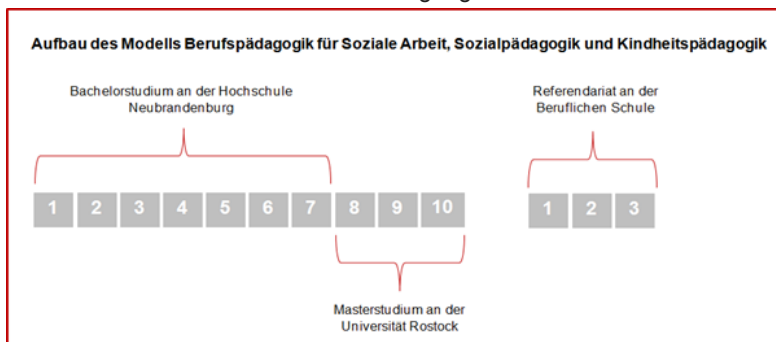 Aufbau des Modells Berufspädagogik für Soziale Arbeit, Sozialpädagogik und Kindheitspädagogik
Bachelorstudium an der Hochschule
Neubrandenburg
Referendariat an der
Beruflichen Schule
1 2 3 4 5 6 7 8 9 10 1 2 3
Masterstudium an der
Universität Rostock